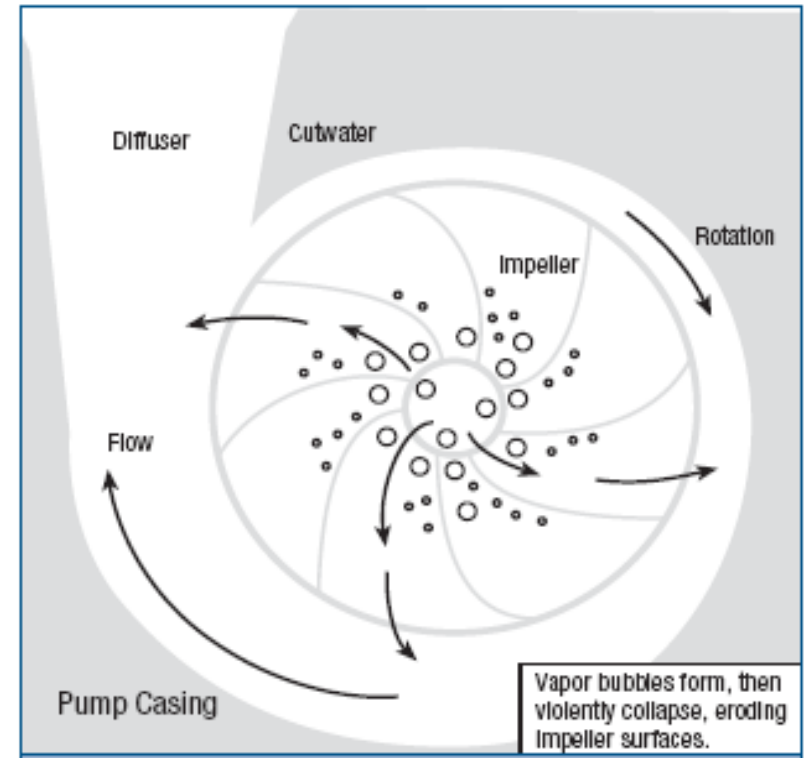 Diffuser
Cutwater
Rotation
Impeller
Flow
Pump Casing
Vapor bubbles form, then
violently collapse, eroding
impeller surfaces.